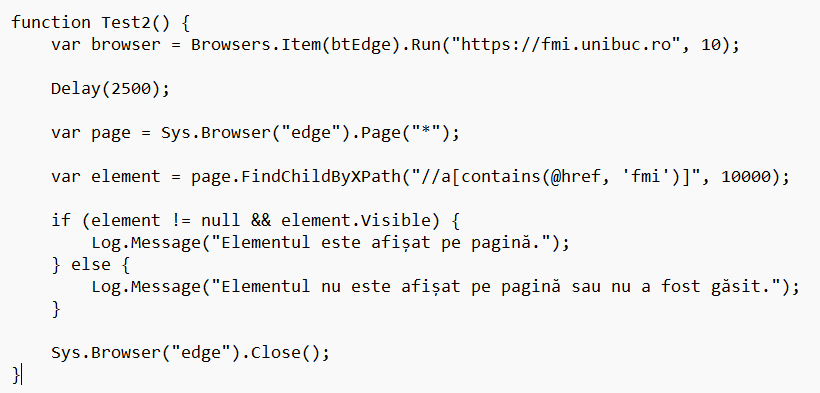 function Test2() {
    var browser = Browsers.Item(btEdge).Run("https://fmi.unibuc.ro", 10);
    Delay(2500);
    var page = Sys.Browser("edge").Page("*");
    var element = page.FindChildByXPath("//a[contains(@href, 'fmi')]", 10000);
    if (element != null && element.Visible) {
        Log.Message("Elementul este afișat pe pagină.");
    } else {
        Log.Message("Elementul nu este afișat pe pagină sau nu a fost găsit.");
    }
    Sys.Browser("edge").Close();
}